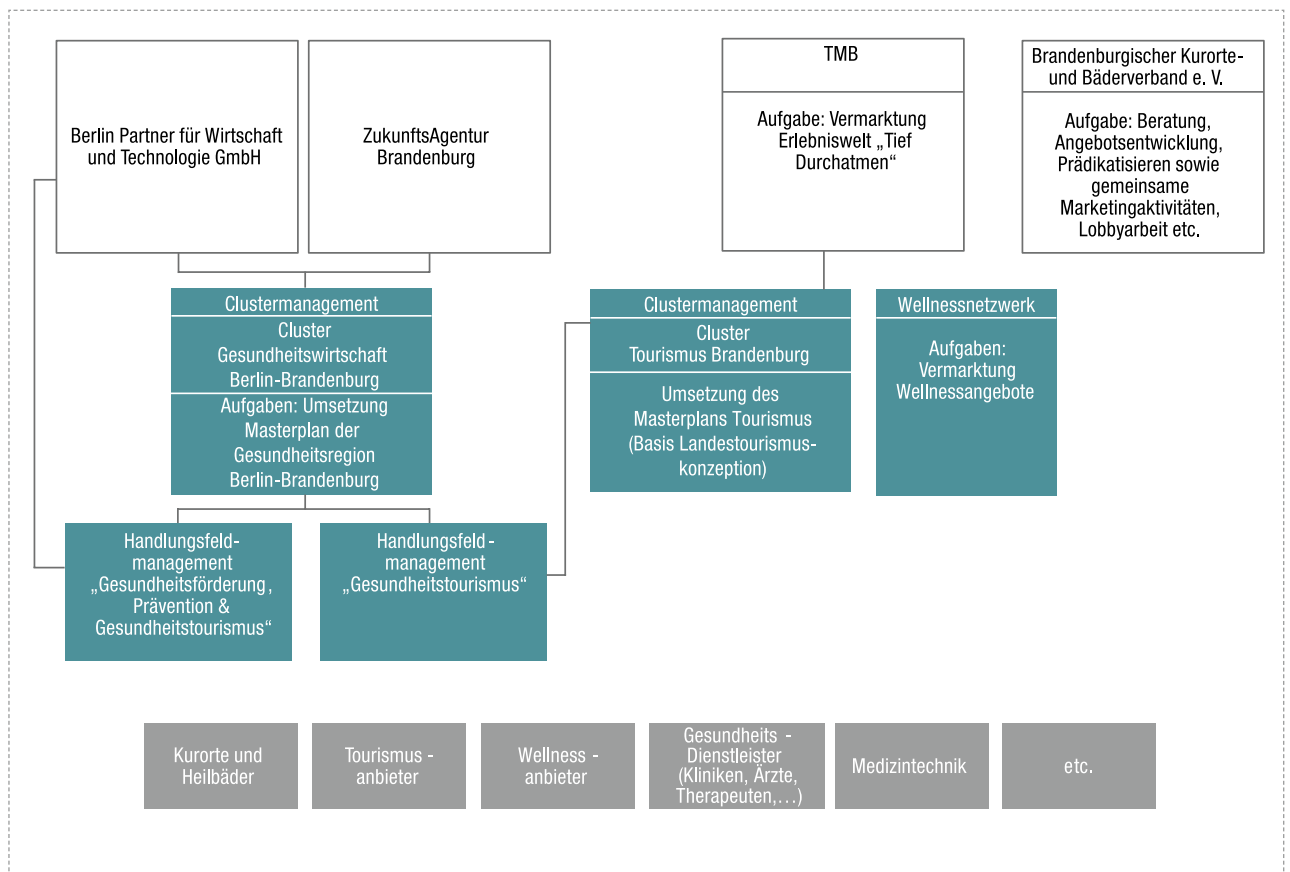 Berlin Partner für Wirtschaft
und Technologie GmbH
ZukunftsAgentur
Brandenburg
TMB
Aufgabe: Vermarktung
Erlebniswelt „Tief
Durchatmen“
Brandenburgischer Kurorte-
und Bäderverband e. V.
Aufgabe: Beratung,
Angebotsentwicklung,
Prädikatisieren sowie
gemeinsame
Marketingaktivitäten,
Lobbyarbeit etc.
Clustermanagement
Cluster
Gesundheitswirtschaft
Berlin-Brandenburg
Aufgaben: Umsetzung
Masterplan der
Gesundheitsregion
Berlin-Brandenburg
Clustermanagement
Cluster
Tourismus Brandenburg
Umsetzung des
Masterplans Tourismus
(Basis Landestourismus-
konzeption)
Wellnessnetzwerk
Aufgaben:
Vermarktung
Wellnessangebote
Handlungsfeld-
management
„Gesundheitsförderung,
Prävention &
Gesundheitstourismus“
Handlungsfeld -
management
„Gesundheitstourismus“
Kurorte und
Heilbäder
Tourismus -
anbieter
Wellness -
anbieter
Gesundheits -
Dienstleister
(Kliniken, Ärzte,
Therapeuten,…)
Medizintechnik
etc.